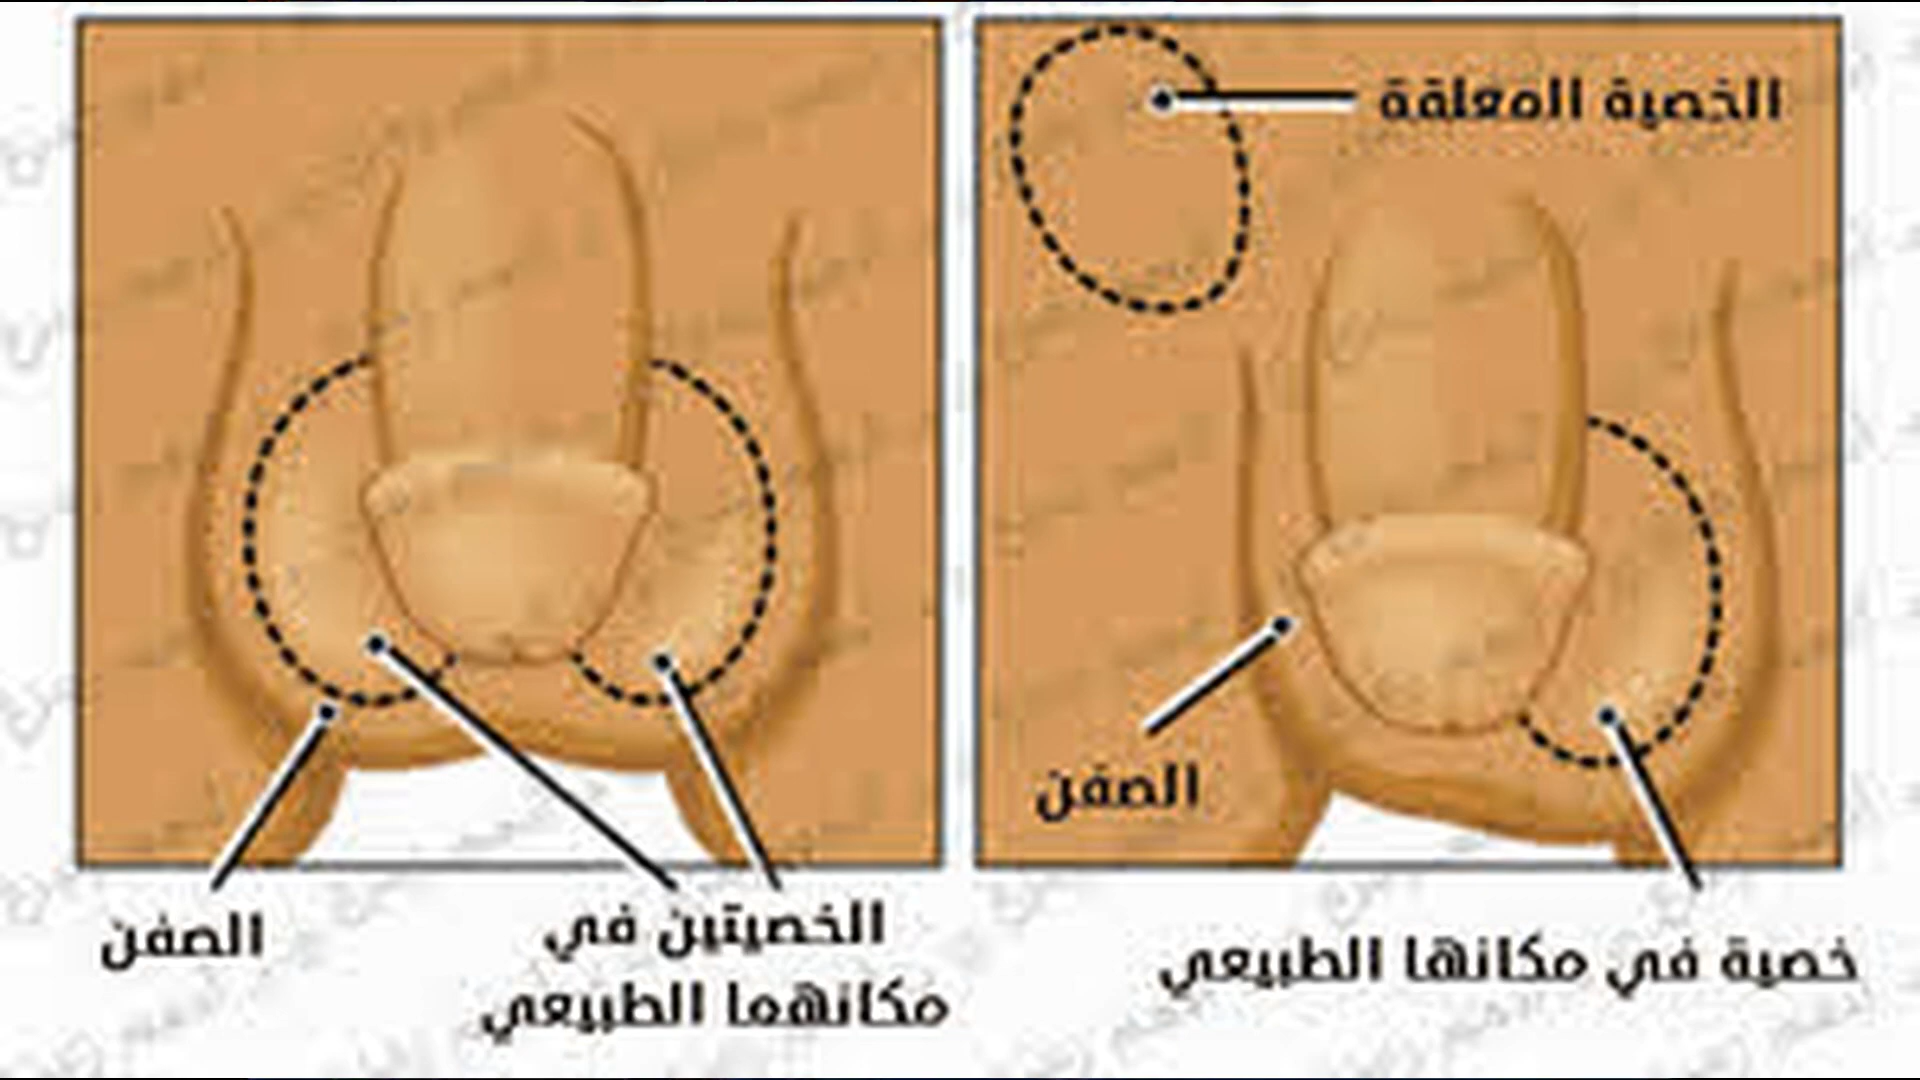 الخصية المعلقة
الصفن
خصية في مكانها الطبيعي
الخصيتين في
مكانهما الطبيعي
الصفن